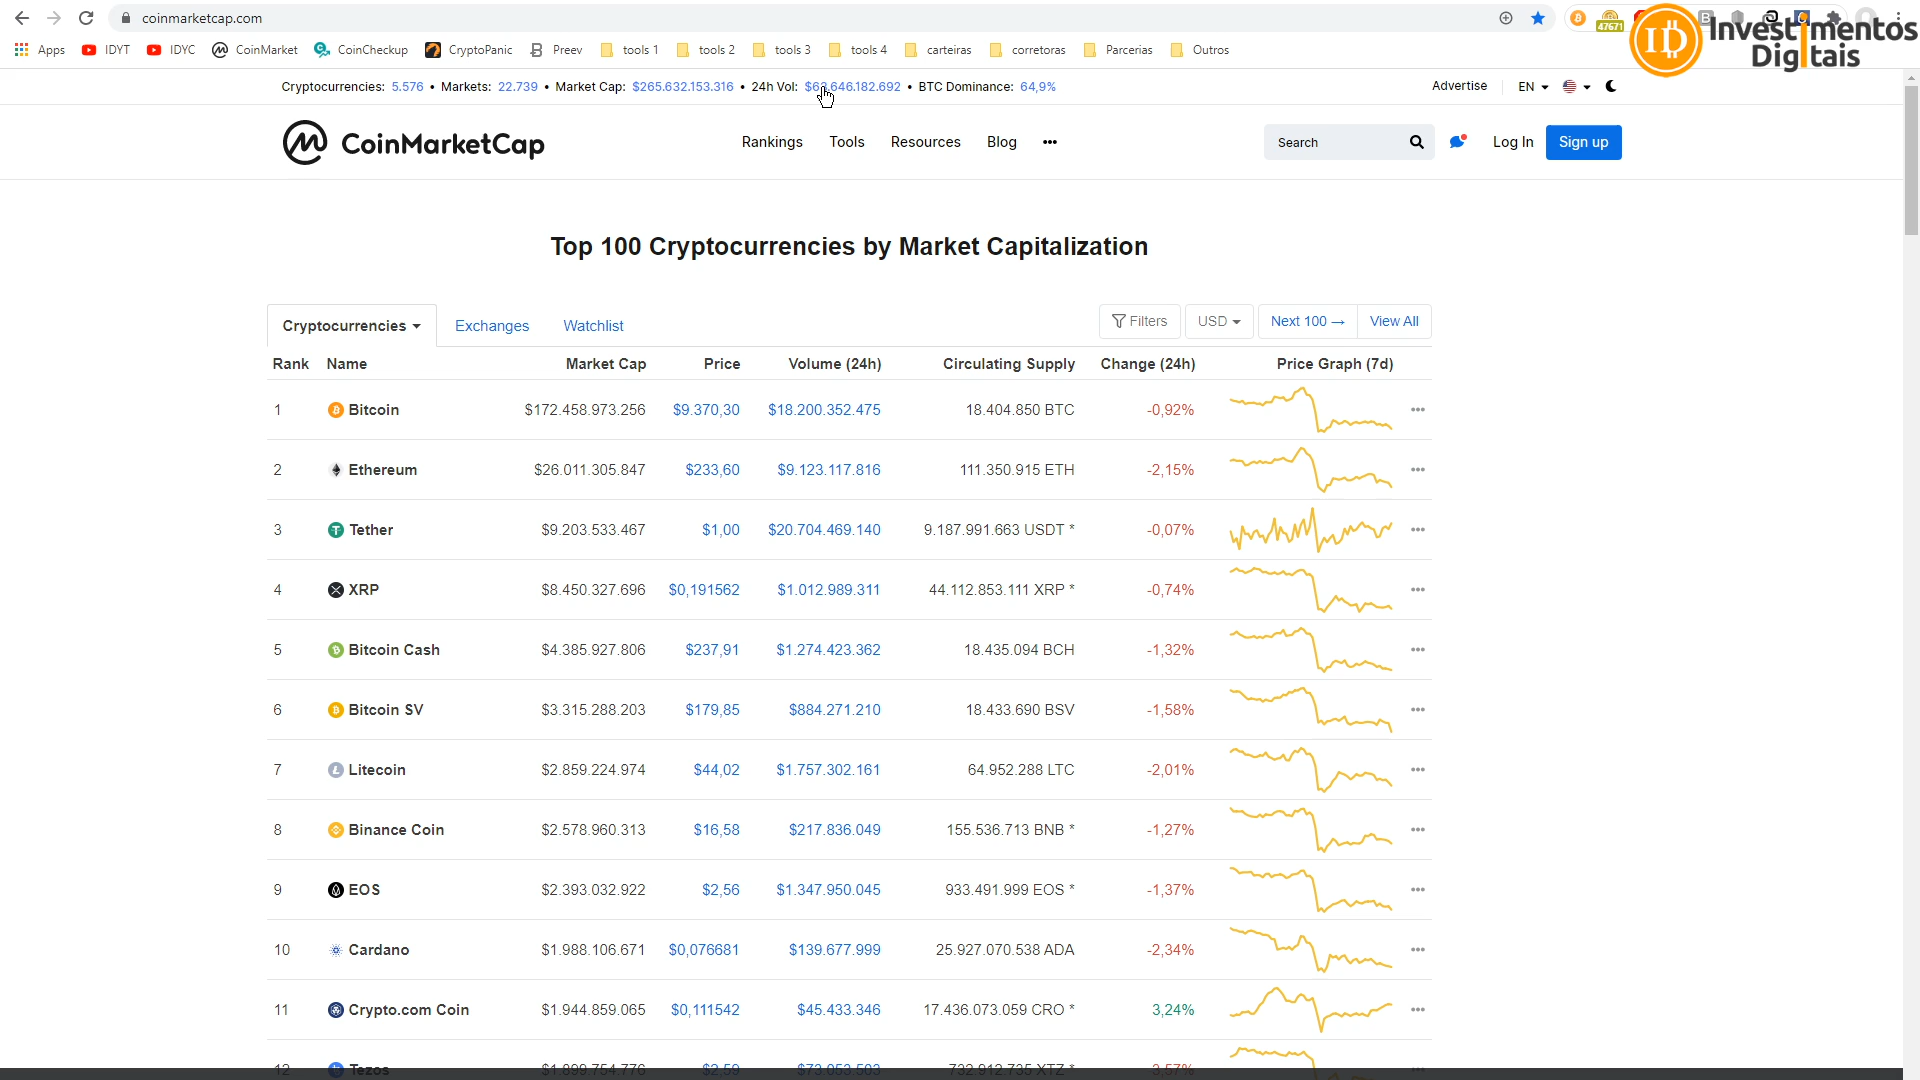 coinmarketcap.com
47671
Investimentos
Digitais
ID
Apps IDYT IDYC CoinMarket CoinCheckup CryptoPanic Preev tools 1 tools 2 tools 3 tools 4 carteiras corretoras Parcerias Outros
Cryptocurrencies: 5.576 • Markets: 22.739 • Market Cap: $265.632.153.316 • 24h Vol: • BTC Dominance: 64,9%
Advertise EN
CoinMarketCap Rankings Tools Resources Blog ••• Search Log In Sign up
Top 100 Cryptocurrencies by Market Capitalization
Cryptocurrencies Exchanges Watchlist Filters USD Next 100 → View All
Rank Name Market Cap Price Volume (24h) Circulating Supply Change (24h) Price Graph (7d)
1 Bitcoin $172.458.973.256 $9.370,30 $18.200.352.475 18.404.850 BTC -0,92%
2 Ethereum $26.011.305.847 $233,60 $9.123.117.816 111.350.915 ETH -2,15%
3 Tether $9.203.533.467 $1,00 $20.704.469.140 9.187.991.663 USDT * -0,07%
4 XRP $8.450.327.696 $0,191562 $1.012.989.311 44.112.853.111 XRP * -0,74%
5 Bitcoin Cash $4.385.927.806 $237,91 $1.274.423.362 18.435.094 BCH -1,32%
6 Bitcoin SV $3.315.288.203 $179,85 $884.271.210 18.433.690 BSV -1,58%
7 Litecoin $2.859.224.974 $44,02 $1.757.302.161 64.952.288 LTC -2,01%
8 Binance Coin $2.578.960.313 $16,58 $217.836.049 155.536.713 BNB * -1,27%
9 EOS $2.393.032.922 $2,56 $1.347.950.045 933.491.999 EOS * -1,37%
10 Cardano $1.988.106.671 $0,076681 $139.677.999 25.927.070.538 ADA -2,34%
11 Crypto.com Coin $1.944.859.065 $0,111542 $45.433.346 17.436.073.059 CRO * 3,24%
12 Tezos $2,59 XTZ *